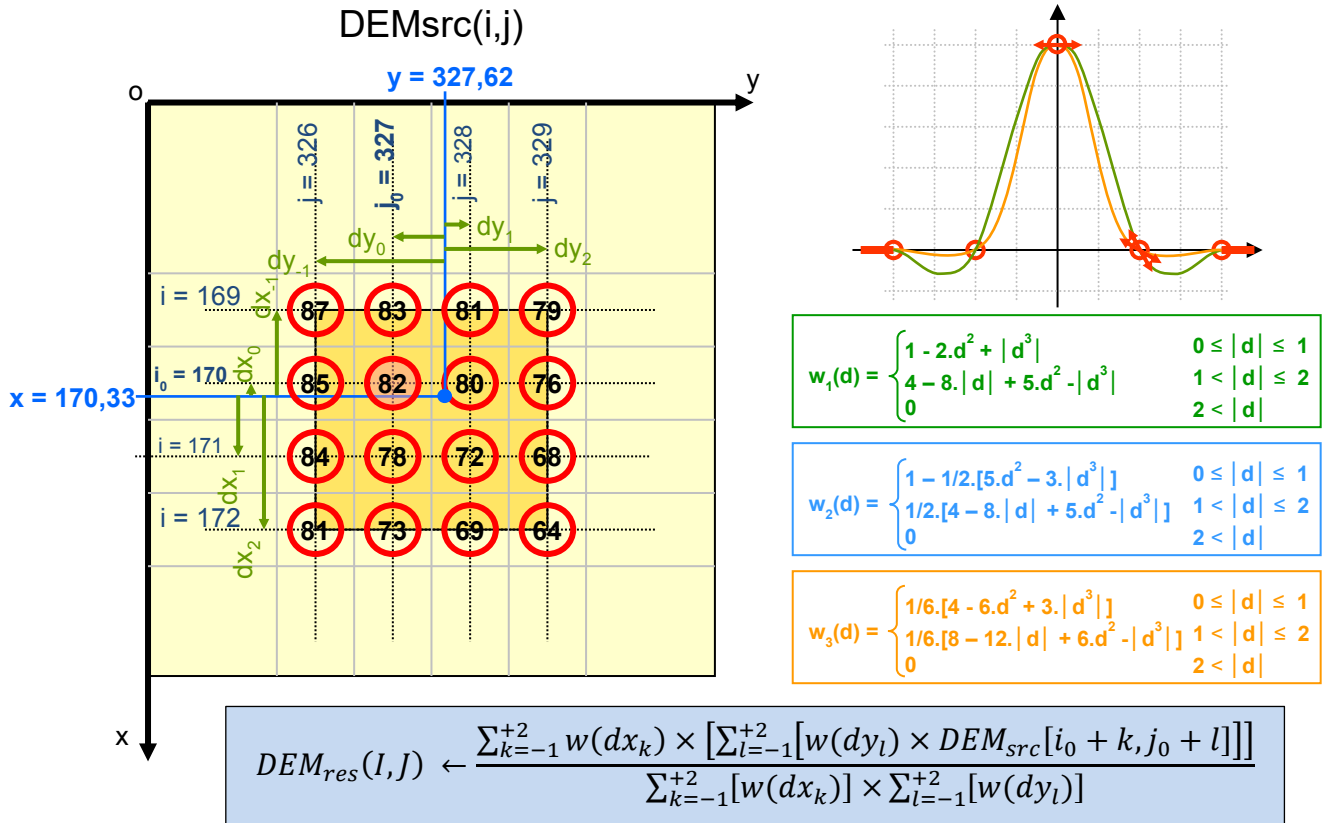 DEMsrc(i,j)
y = 327,62
o
y
j = 326
j₀ = 327
j = 328
j = 329
dy₁
dy₀
dy₂
dy₋₁
i = 169
dx₋₁
87 83 81 79
dx₀
i₀ = 170
85 82 80 76
x = 170,33
i = 171
84 78 72 68
dx₁
i = 172
81 73 69 64
dx₂
x
w₁(d) = { 1 - 2.d² + |d³| 0 ≤ |d| ≤ 1
4 – 8.|d| + 5.d² -|d³| 1 < |d| ≤ 2
0 2 < |d|
w₂(d) = { 1 – 1/2.[5.d² – 3.|d³|] 0 ≤ |d| ≤ 1
1/2.[4 – 8.|d| + 5.d² -|d³|] 1 < |d| ≤ 2
0 2 < |d|
w₃(d) = { 1/6.[4 - 6.d² + 3.|d³|] 0 ≤ |d| ≤ 1
1/6.[8 – 12.|d| + 6.d² -|d³|] 1 < |d| ≤ 2
0 2 < |d|
∑ₖ₌₋₁⁺² w(dxₖ) × [∑ₗ₌₋₁⁺²[w(dyₗ) × DEMₛᵣ𝒸[i₀ + k, j₀ + l]]]
DEMᵣₑₛ(I,J) ←
∑ₖ₌₋₁⁺²[w(dxₖ)] × ∑ₗ₌₋₁⁺²[w(dyₗ)]